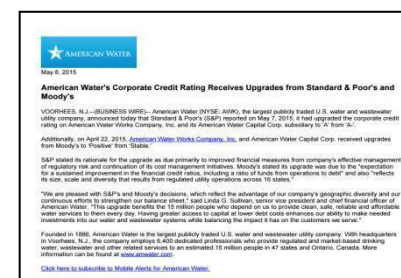 AMERICAN WATER
May 8, 2015
American Water's Corporate Credit Rating Receives Upgrades from Standard & Poor's and
Moody's
VOORHEES, N.J.--(BUSINESS WIRE)-- American Water (NYSE: AWK), the largest publicly traded U.S. water and wastewater
utility company, announced today that Standard & Poor's (S&P) reported on May 7, 2015, it had upgraded the corporate credit
rating on American Water Works Company, Inc. and its American Water Capital Corp. subsidiary to 'A' from 'A-'.
Additionally, on April 22, 2015, American Water Works Company, Inc. and American Water Capital Corp. received upgrades
from Moody's to 'Positive' from 'Stable.'
S&P stated its rationale for the upgrade as due primarily to improved financial measures from company's effective management
of regulatory risk and continuation of its cost management initiatives. Moody's stated its upgrade was due to the "expectation
for a sustained improvement in the financial credit ratios, including a ratio of funds from operations to debt" and also "reflects
its size, scale and diversity that results from regulated utility operations across 16 states."
"We are pleased with S&P's and Moody's decisions, which reflect the advantage of our company's geographic diversity and our
continuous efforts to strengthen our balance sheet." said Linda G. Sullivan, senior vice president and chief financial officer of
American Water. "This upgrade benefits the 15 million people who depend on us to provide clean, safe, reliable and affordable
water services to them every day. Having greater access to capital at lower debt costs enhances our ability to make needed
investments into our water and wastewater systems while balancing the impact it has on the customers we serve."
Founded in 1886, American Water is the largest publicly traded U.S. water and wastewater utility company. With headquarters
in Voorhees, N.J., the company employs 6,400 dedicated professionals who provide regulated and market-based drinking
water, wastewater and other related services to an estimated 15 million people in 47 states and Ontario, Canada. More
information can be found at www.amwater.com.
Click here to subscribe to Mobile Alerts for American Water.